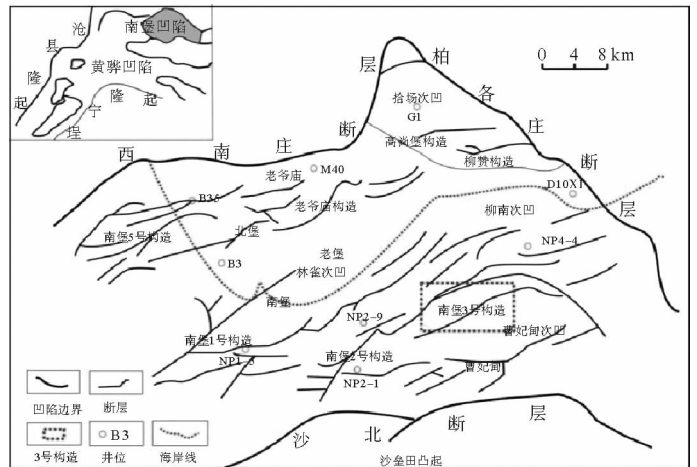 沧县隆起
南堡凹陷
黄骅凹陷
埕宁隆起
0 4 8 km
西南庄断层
柏各庄断层
拾场次凹
G1
高尚堡构造
柳赞构造
老爷庙
M40
D10X1
B35
老爷庙构造
柳南次凹
南堡5号构造
北堡
NP4-4
B3
老堡
林雀次凹
南堡
南堡3号构造
NP2-9
曹妃甸次凹
南堡1号构造
NP1-5
南堡2号构造
曹妃甸
NP2-1
凹陷边界
断层
B3
3号构造
井位
海岸线
沙北断层
沙垒田凸起